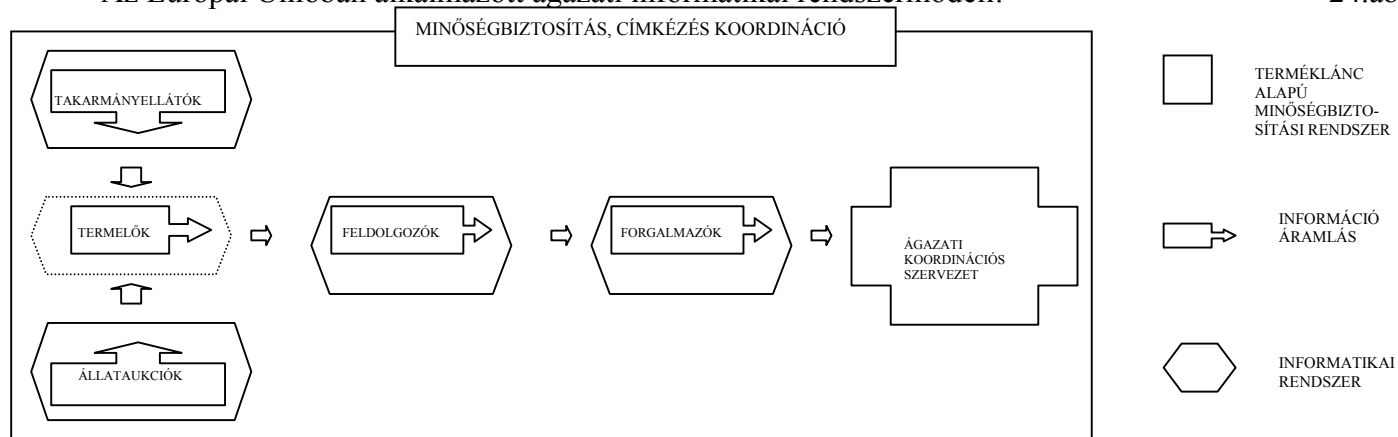 MINŐSÉGBIZTOSÍTÁS, CÍMKÉZÉS KOORDINÁCIÓ
TAKARMÁNYELLÁTÓK
TERMELŐK
FELDOLGOZÓK
FORGALMAZÓK
ÁGAZATI
KOORDINÁCIÓS
SZERVEZET
ÁLLATAUKCIÓK
TERMÉKLÁNC
ALAPÚ
MINŐSÉGBIZTO-
SÍTÁSI RENDSZER
INFORMÁCIÓ
ÁRAMLÁS
INFORMATIKAI
RENDSZER